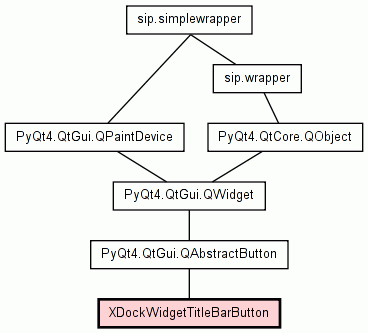 sip.simplewrapper
sip.wrapper
PyQt4.QtGui.QPaintDevice
PyQt4.QtCore.QObject
PyQt4.QtGui.QWidget
PyQt4.QtGui.QAbstractButton
XDockWidgetTitleBarButton